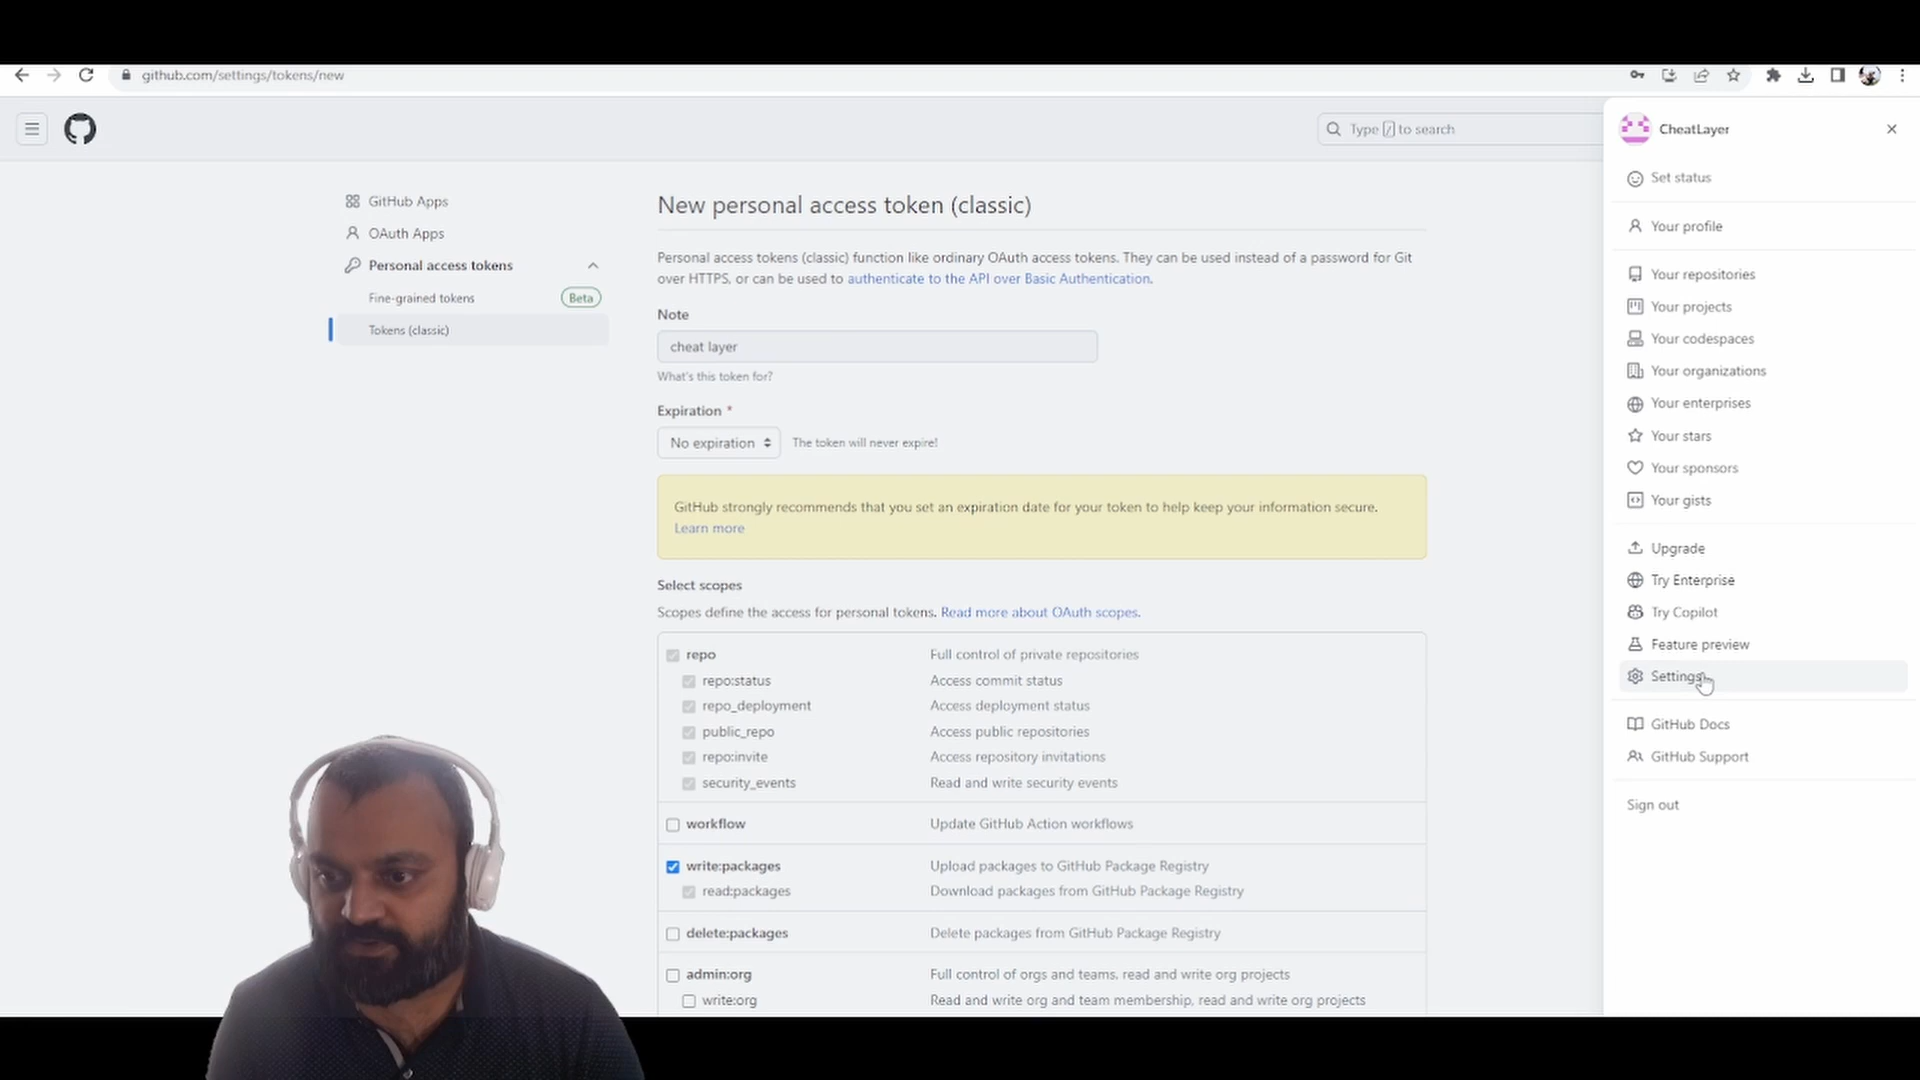 github.com/settings/tokens/new
Type / to search
CheatLayer
GitHub Apps
OAuth Apps
Personal access tokens
Fine-grained tokens
Beta
Tokens (classic)
New personal access token (classic)
Personal access tokens (classic) function like ordinary OAuth access tokens. They can be used instead of a password for Git
over HTTPS, or can be used to authenticate to the API over Basic Authentication.
Note
cheat layer
What's this token for?
Expiration *
No expiration
The token will never expire!
GitHub strongly recommends that you set an expiration date for your token to help keep your information secure.
Learn more
Select scopes
Scopes define the access for personal tokens. Read more about OAuth scopes.
repo Full control of private repositories
repo:status Access commit status
repo_deployment Access deployment status
public_repo Access public repositories
repo:invite Access repository invitations
security_events Read and write security events
workflow Update GitHub Action workflows
write:packages Upload packages to GitHub Package Registry
read:packages Download packages from GitHub Package Registry
delete:packages Delete packages from GitHub Package Registry
admin:org Full control of orgs and teams, read and write org projects
write:org Read and write org and team membership, read and write org projects
Set status
Your profile
Your repositories
Your projects
Your codespaces
Your organizations
Your enterprises
Your stars
Your sponsors
Your gists
Upgrade
Try Enterprise
Try Copilot
Feature preview
Settings
GitHub Docs
GitHub Support
Sign out